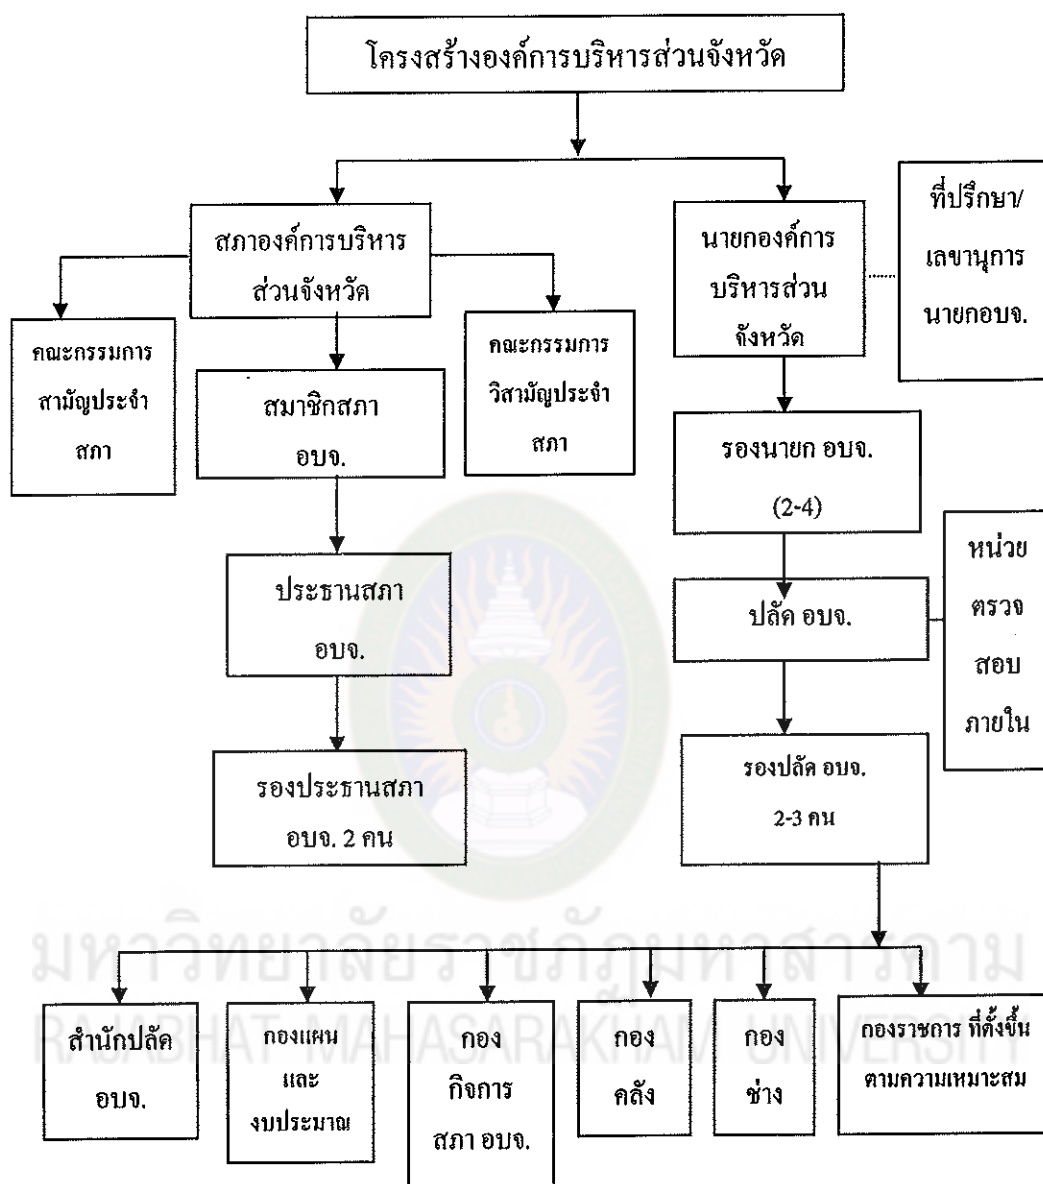 โครงสร้างองค์การบริหารส่วนจังหวัด
สภาองค์การบริหาร
ส่วนจังหวัด
นายกองค์การ
บริหารส่วน
จังหวัด
ที่ปรึกษา/
เลขานุการ
นายกอบจ.
คณะกรรมการ
สามัญประจำ
สภา
สมาชิกสภา
อบจ.
คณะกรรมการ
วิสามัญประจำ
สภา
รองนายก อบจ.
(2-4)
ประธานสภา
อบจ.
ปลัด อบจ.
หน่วย
ตรวจ
สอบ
ภายใน
รองประธานสภา
อบจ. 2 คน
รองปลัด อบจ.
2-3 คน
มหาวิทยาลัยราชภัฏมหาสารคาม
RAJABHAT MAHASARAKHAM UNIVERSITY
สำนักปลัด
อบจ.
กองแผน
และ
งบประมาณ
กอง
กิจการ
สภา อบจ.
กอง
คลัง
กอง
ช่าง
กองราชการ ที่ตั้งขึ้น
ตามความเหมาะสม